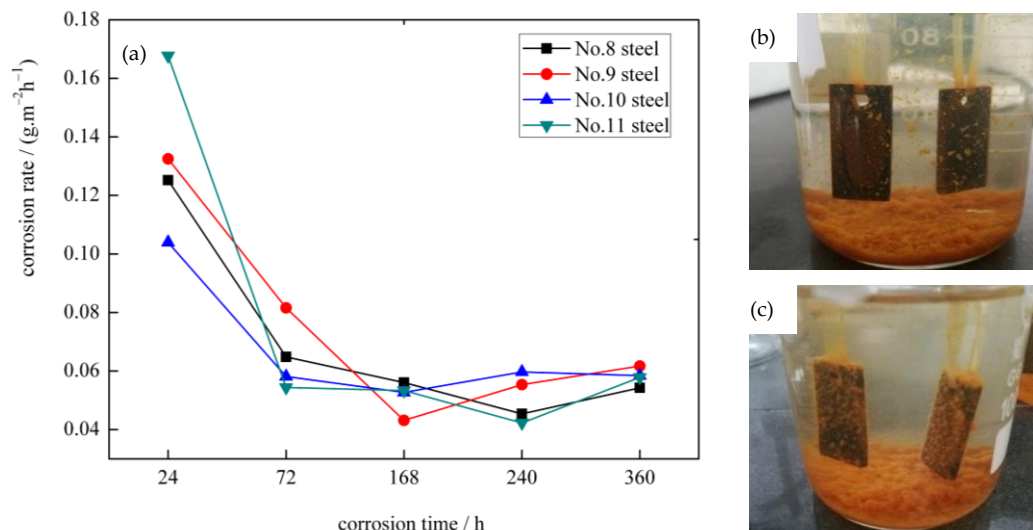 (a)
0.18
0.16
0.14
0.12
0.10
0.08
0.06
0.04
corrosion rate / (g.m⁻²h⁻¹)
No.8 steel
No.9 steel
No.10 steel
No.11 steel
24 72 168 240 360
corrosion time / h
(b)
80
(c)